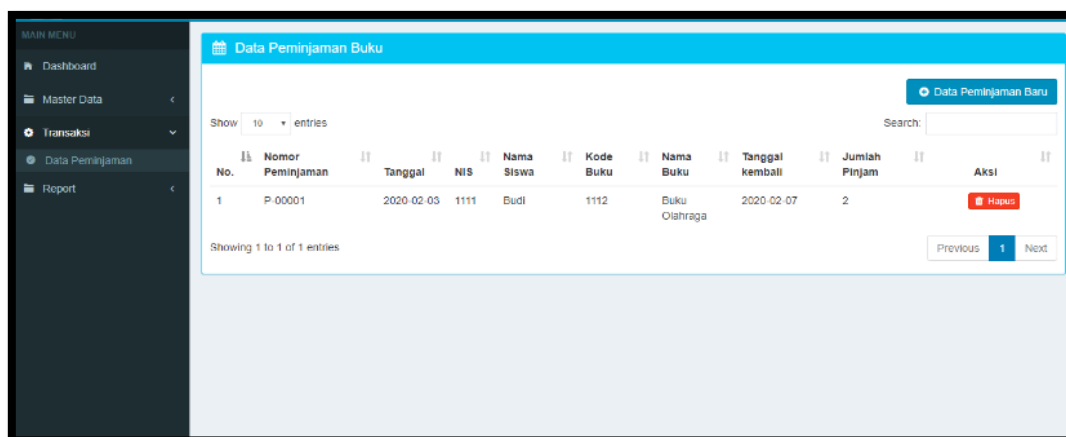 MAIN MENU
Dashboard
Master Data
Transaksi
Data Peminjaman
Report
Data Peminjaman Buku
Data Peminjaman Baru
Show 10 entries
Search:
No. Nomor Peminjaman Tanggal NIS Nama Siswa Kode Buku Nama Buku Tanggal kembali Jumlah Pinjam Aksi
1 P-00001 2020-02-03 1111 Budi 1112 Buku Olahraga 2020-02-07 2 Hapus
Showing 1 to 1 of 1 entries
Previous 1 Next